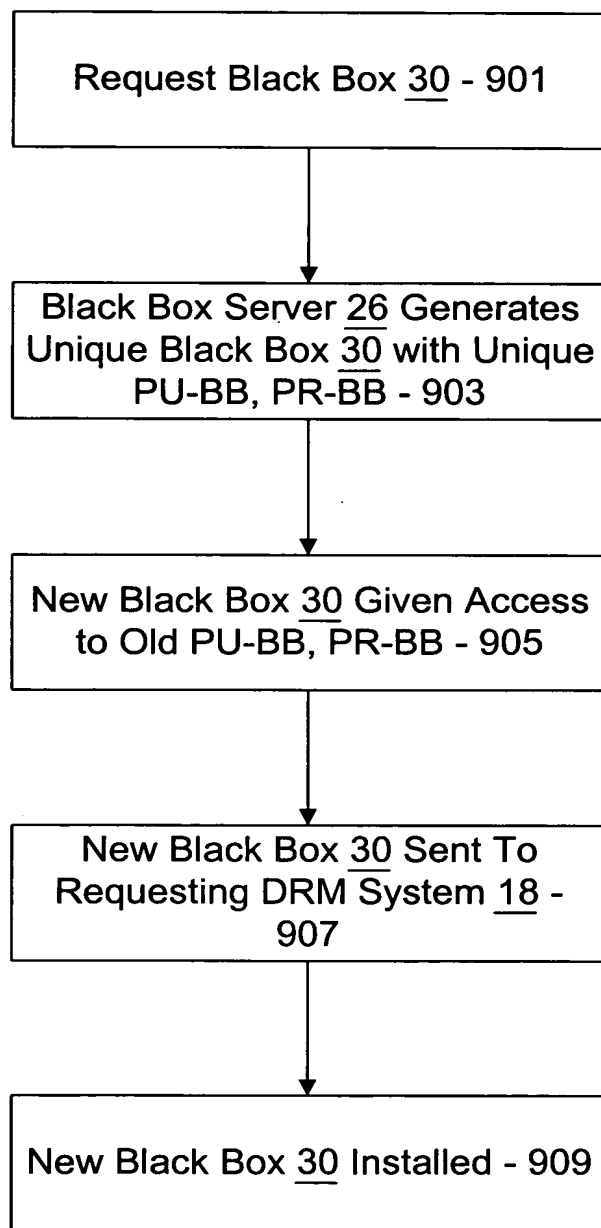 Request Black Box 30 - 901
Black Box Server 26 Generates
Unique Black Box 30 with Unique
PU-BB, PR-BB - 903
New Black Box 30 Given Access
to Old PU-BB, PR-BB - 905
New Black Box 30 Sent To
Requesting DRM System 18 -
907
New Black Box 30 Installed - 909